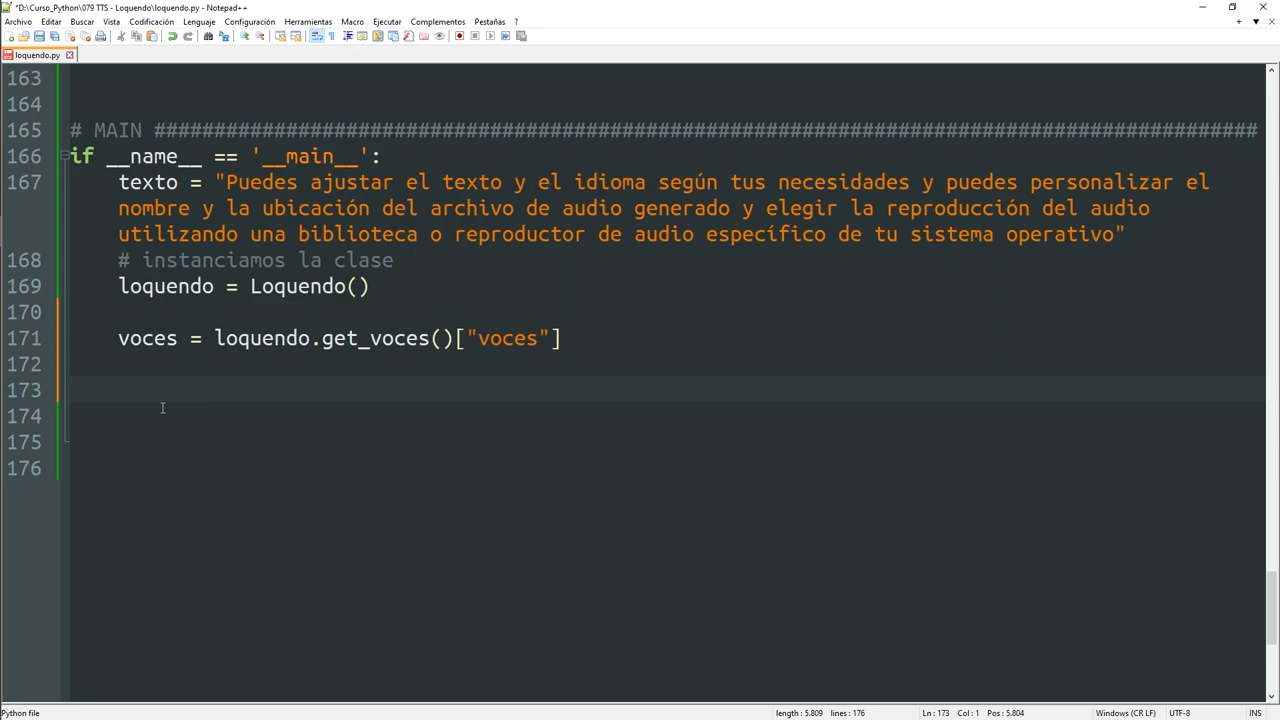 *D:\Curso_Python\079 TTS - Loquendo\loquendo.py - Notepad++
Archivo Editar Buscar Vista Codificación Lenguaje Configuración Herramientas Macro Ejecutar Complementos Pestañas ?
loquendo.py
163
164
165 # MAIN ############################################################################################
166 if __name__ == '__main__':
167 texto = "Puedes ajustar el texto y el idioma según tus necesidades y puedes personalizar el
nombre y la ubicación del archivo de audio generado y elegir la reproducción del audio
utilizando una biblioteca o reproductor de audio específico de tu sistema operativo"
168 # instanciamos la clase
169 loquendo = Loquendo()
170
171 voces = loquendo.get_voces()["voces"]
172
173
174
175
176
Python file length : 5.809 lines : 176 Ln : 173 Col : 1 Pos : 5.804 Windows (CR LF) UTF-8 INS